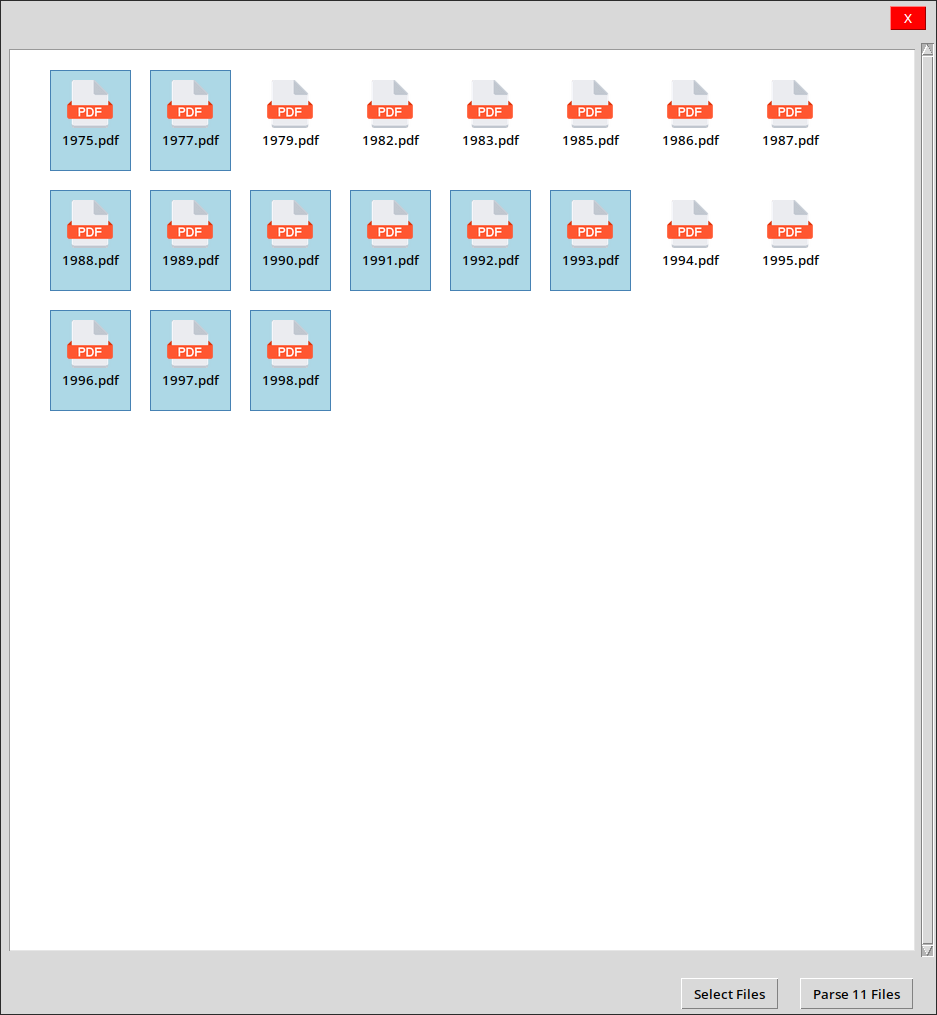 X
PDF PDF PDF PDF PDF PDF PDF PDF
1975.pdf 1977.pdf 1979.pdf 1982.pdf 1983.pdf 1985.pdf 1986.pdf 1987.pdf
PDF PDF PDF PDF PDF PDF PDF PDF
1988.pdf 1989.pdf 1990.pdf 1991.pdf 1992.pdf 1993.pdf 1994.pdf 1995.pdf
PDF PDF PDF
1996.pdf 1997.pdf 1998.pdf
Select Files Parse 11 Files